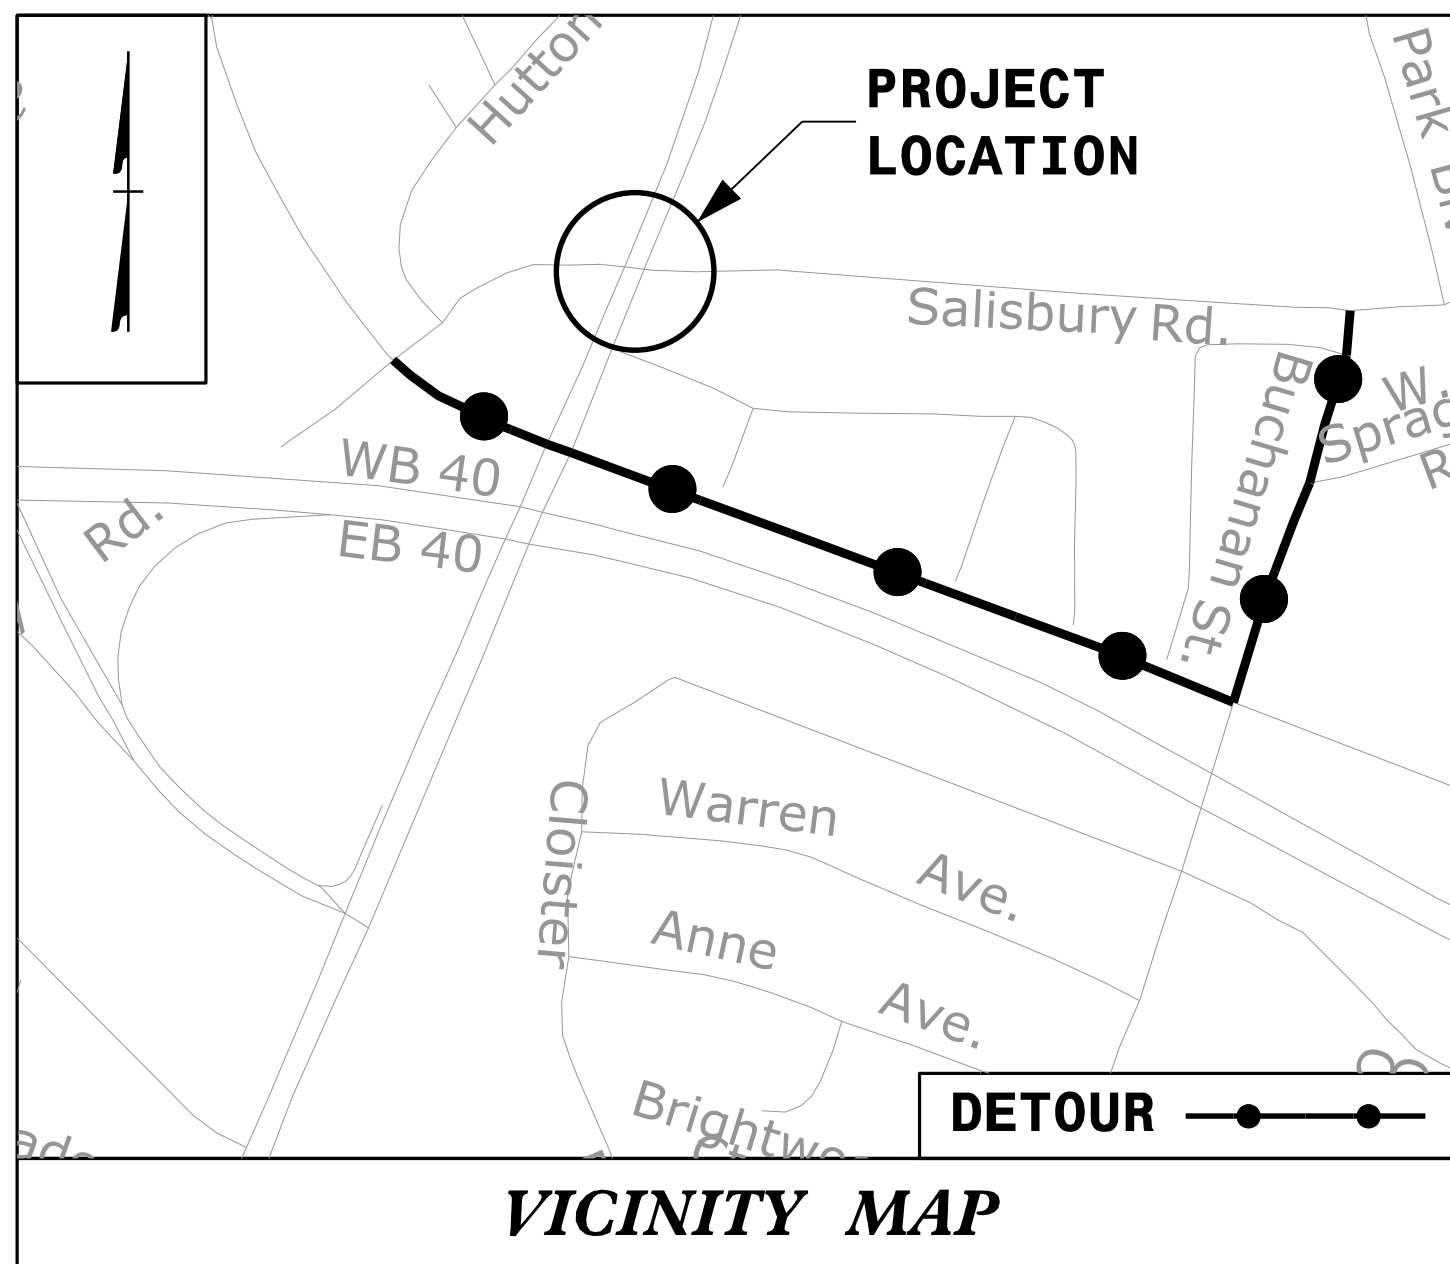 Hutton
PROJECT
LOCATION
Park
Salisbury Rd.
Buchanan St.
W.
WB 40
EB 40
Rd.
Cloister
Warren Ave.
Anne Ave.
DETOUR
VICINITY MAP